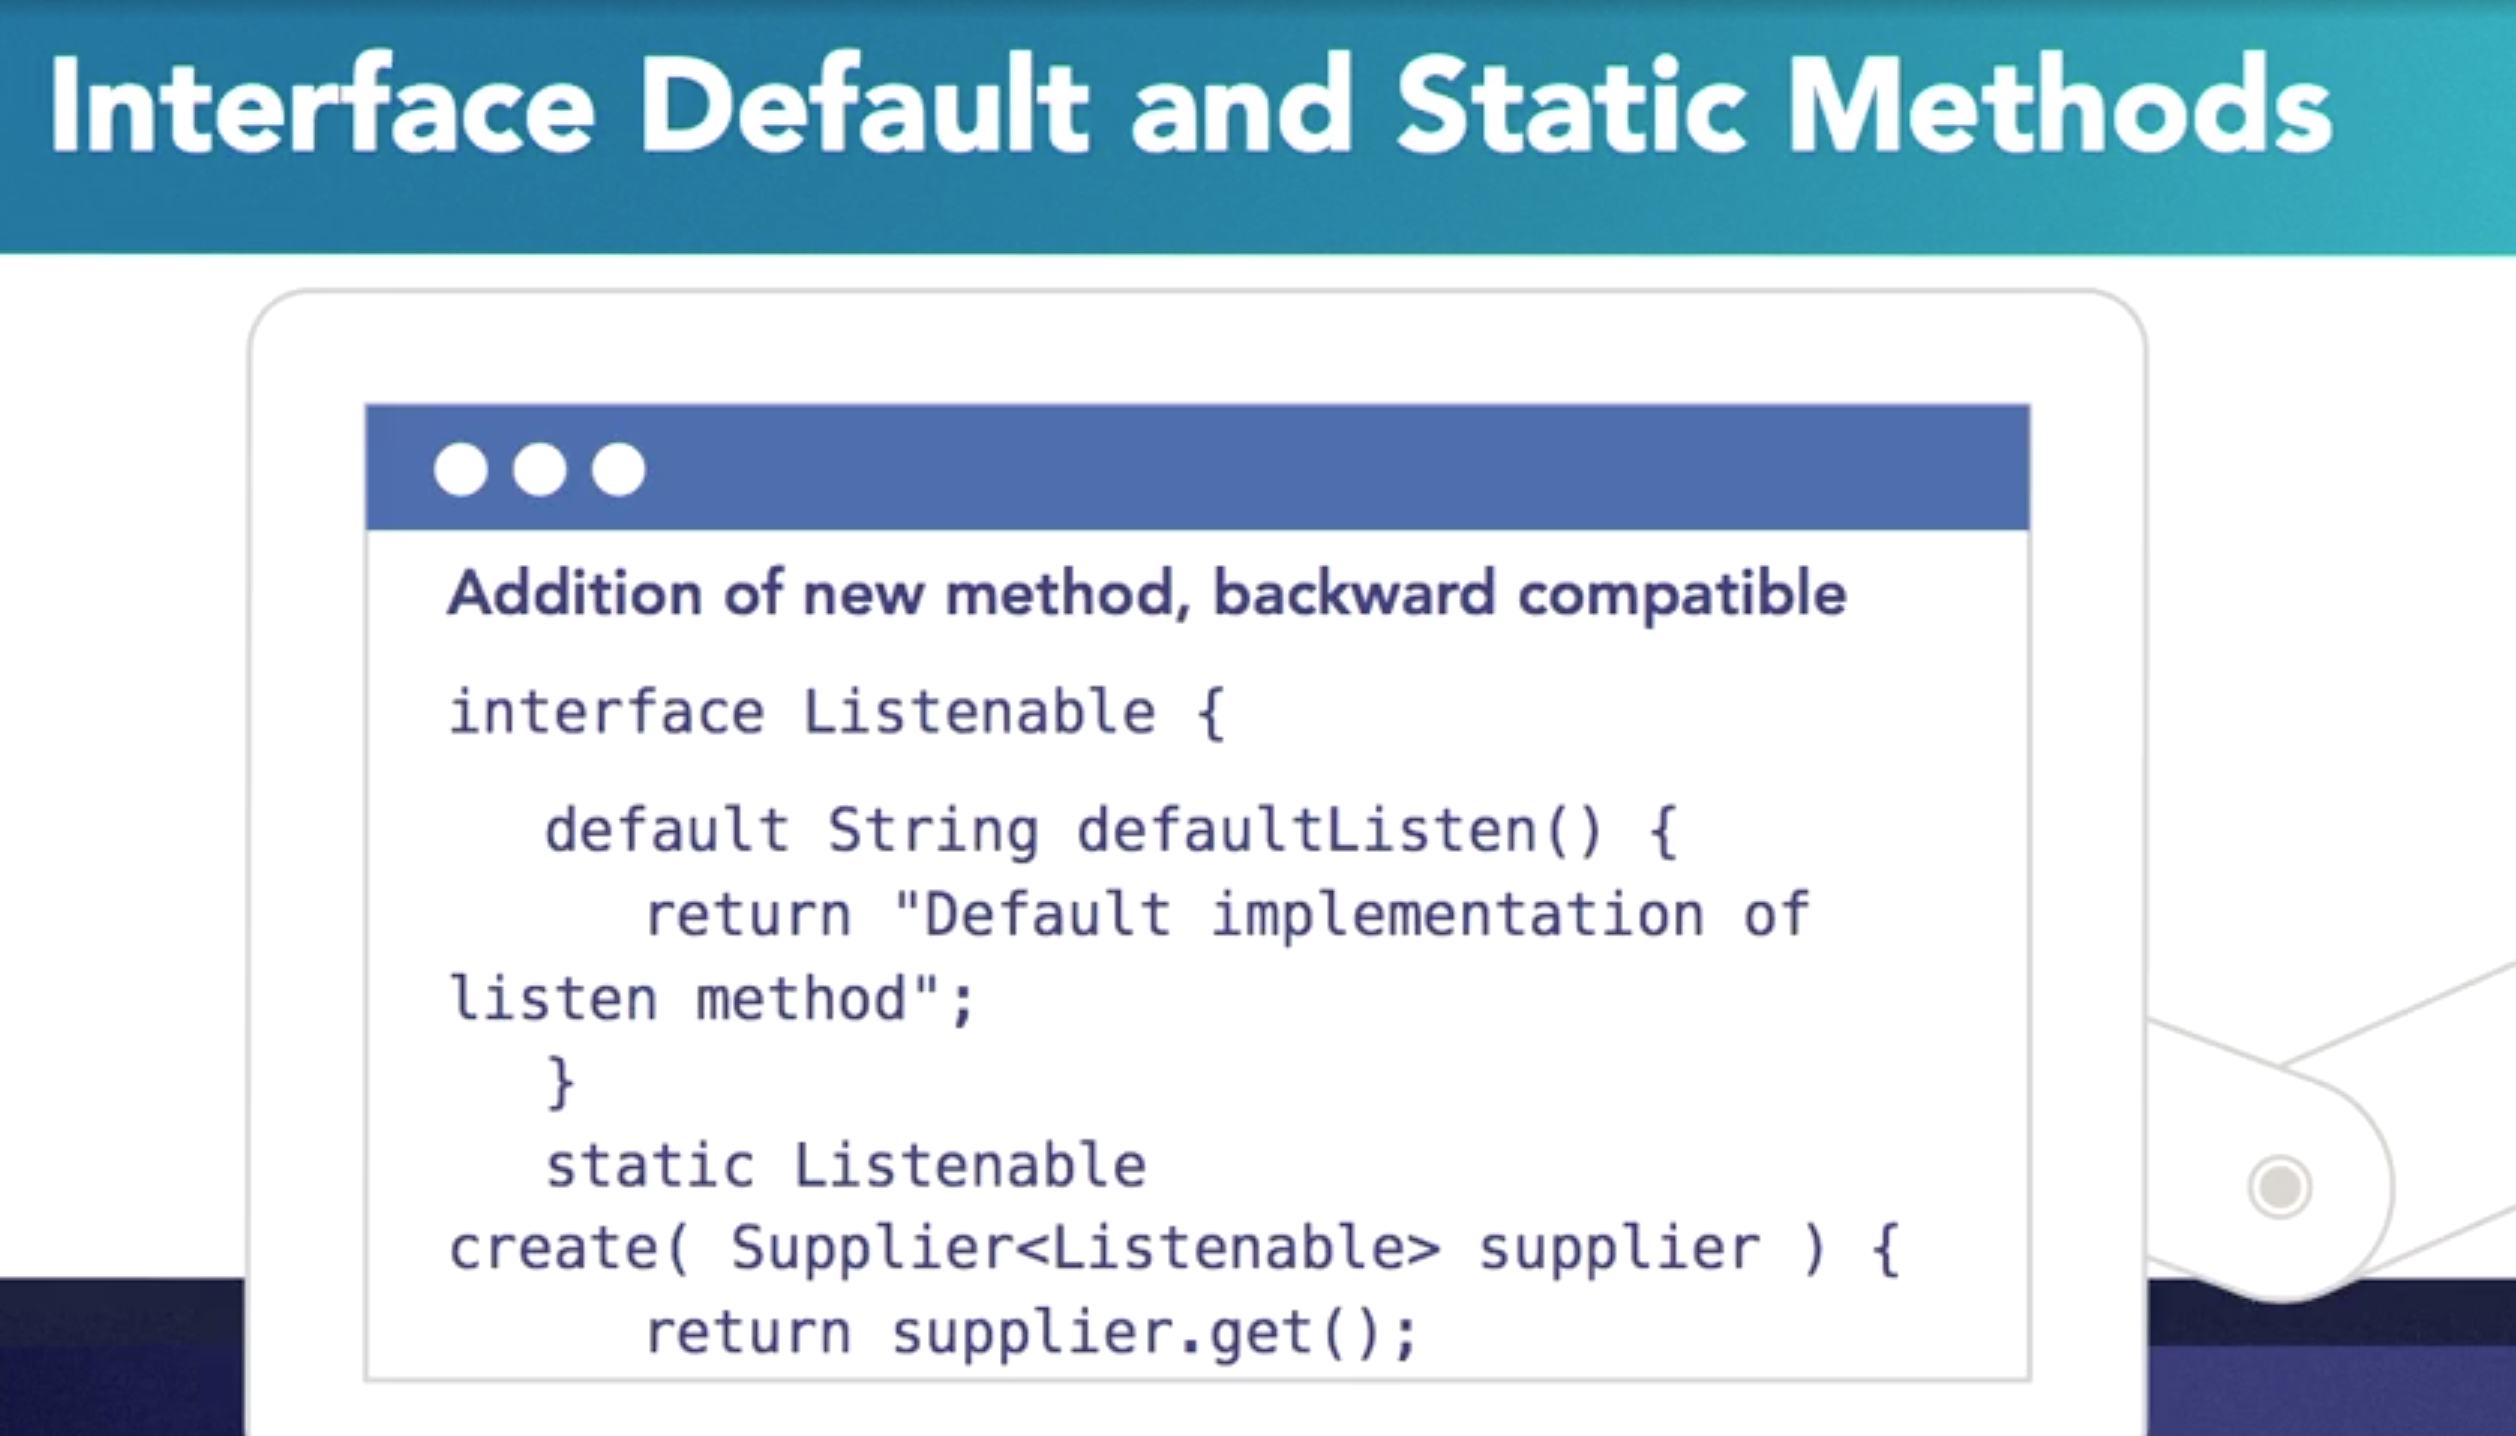 Interface Default and Static Methods
Addition of new method, backward compatible
interface Listenable {
default String defaultListen() {
return "Default implementation of
listen method";
}
static Listenable
create( Supplier<Listenable> supplier ) {
return supplier.get();